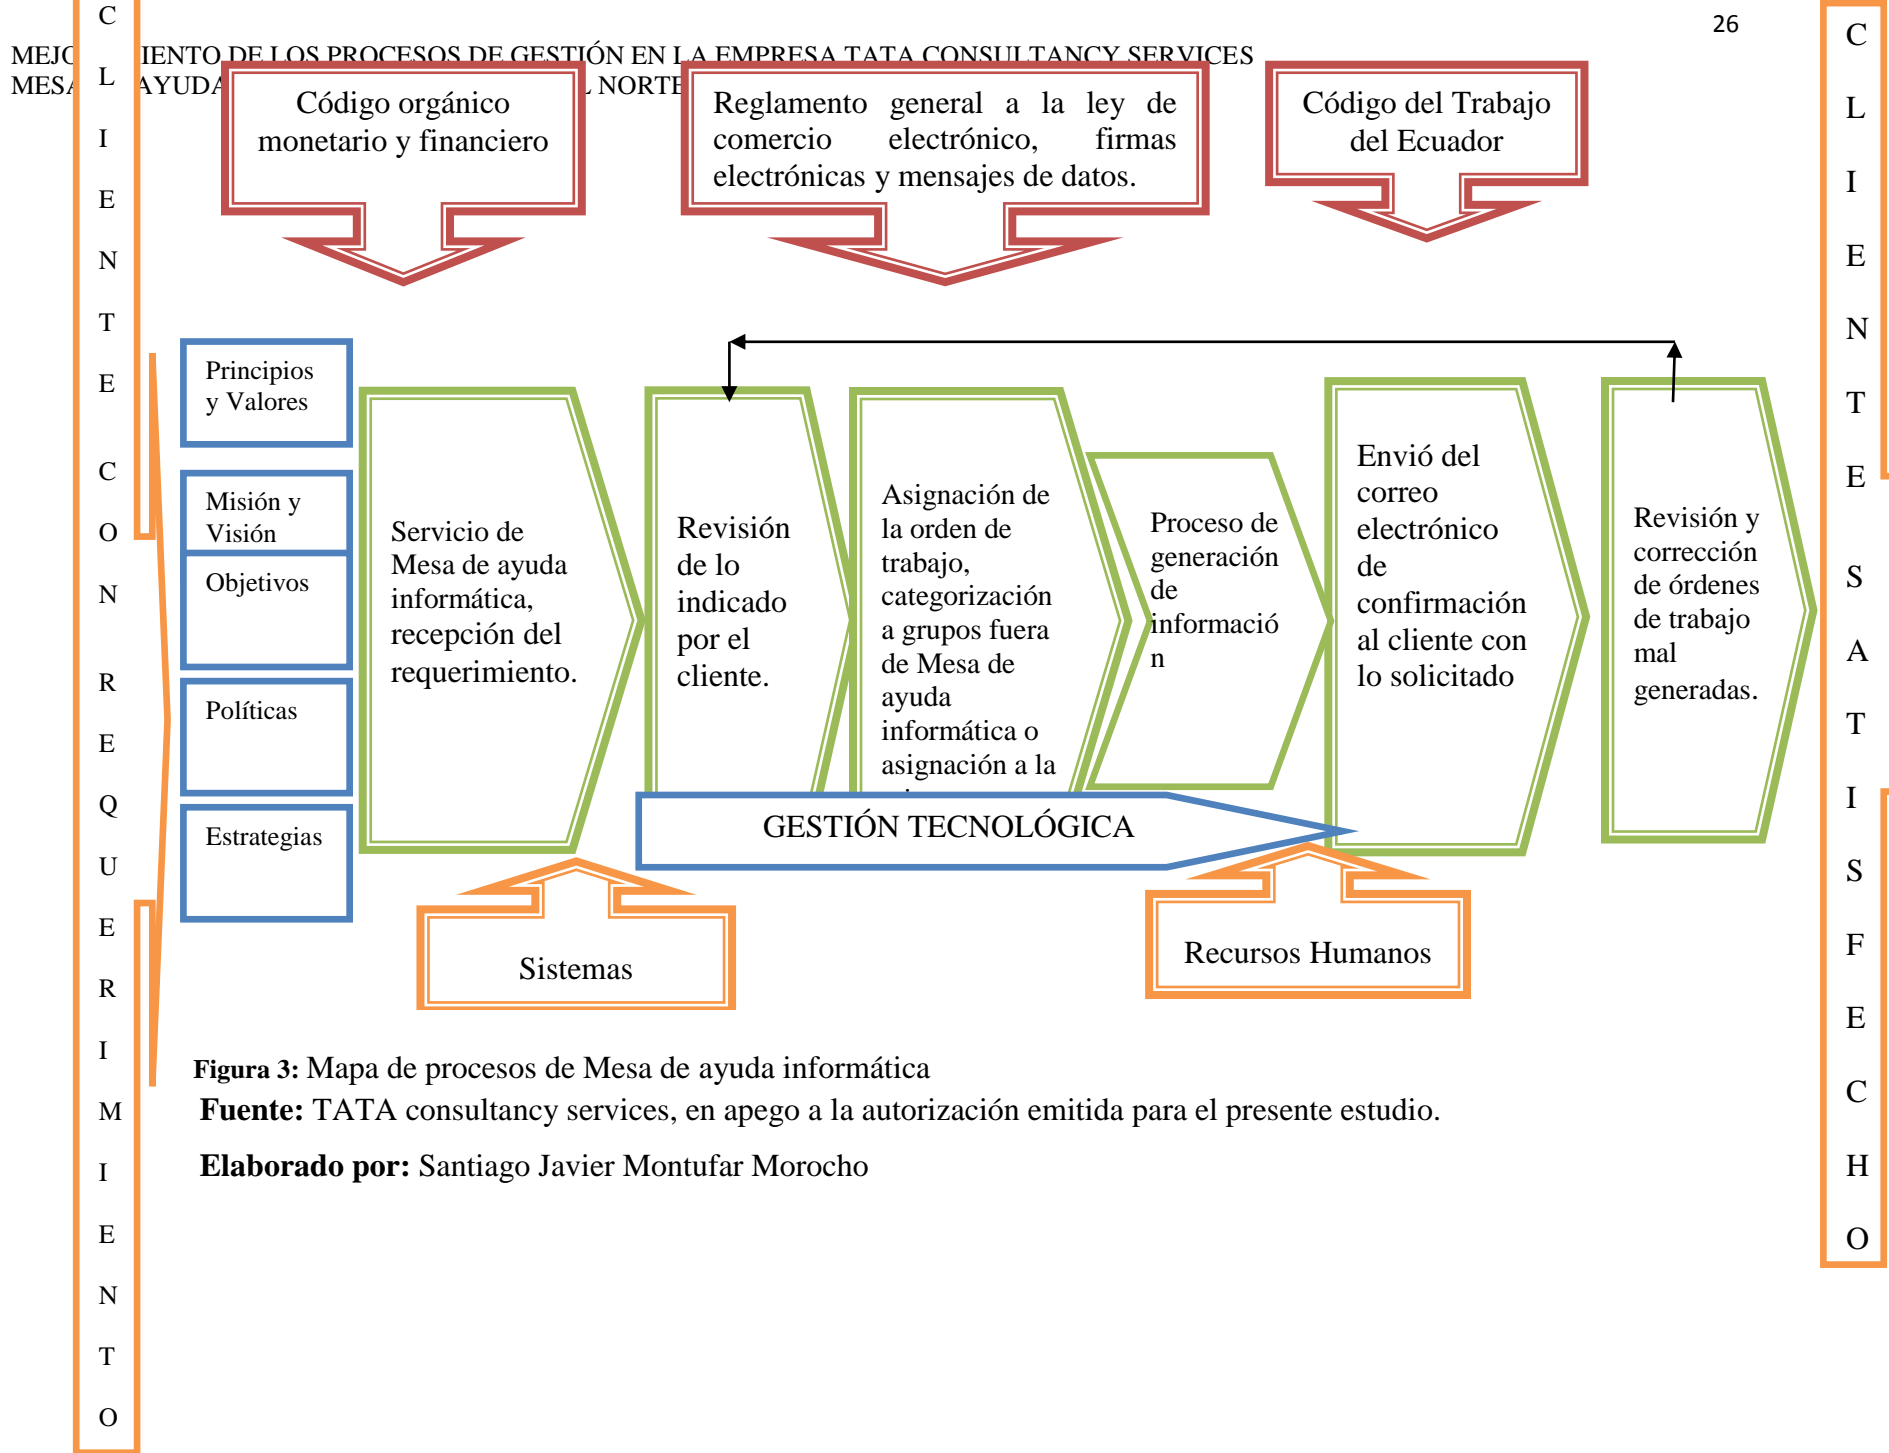 26
MEJO IENTO DE LOS PROCESOS DE GESTIÓN EN LA EMPRESA TATA CONSULTANCY SERVICES
MESA AYUDA L NORTE
Código orgánico
monetario y financiero
Reglamento general a la ley de
comercio electrónico, firmas
electrónicas y mensajes de datos.
Código del Trabajo
del Ecuador
CLIENTE CON REQUERIMIENTO
Principios
y Valores
Misión y
Visión
Objetivos
Políticas
Estrategias
Servicio de
Mesa de ayuda
informática,
recepción del
requerimiento.
Revisión
de lo
indicado
por el
cliente.
Asignación de
la orden de
trabajo,
categorización
a grupos fuera
de Mesa de
ayuda
informática o
asignación a la
Proceso de
generación
de
informació
n
Envió del
correo
electrónico
de
confirmación
al cliente con
lo solicitado
Revisión y
corrección
de órdenes
de trabajo
mal
generadas.
CLIENTE SATISFECHO
GESTIÓN TECNOLÓGICA
Sistemas
Recursos Humanos
Figura 3: Mapa de procesos de Mesa de ayuda informática
Fuente: TATA consultancy services, en apego a la autorización emitida para el presente estudio.
Elaborado por: Santiago Javier Montufar Morocho